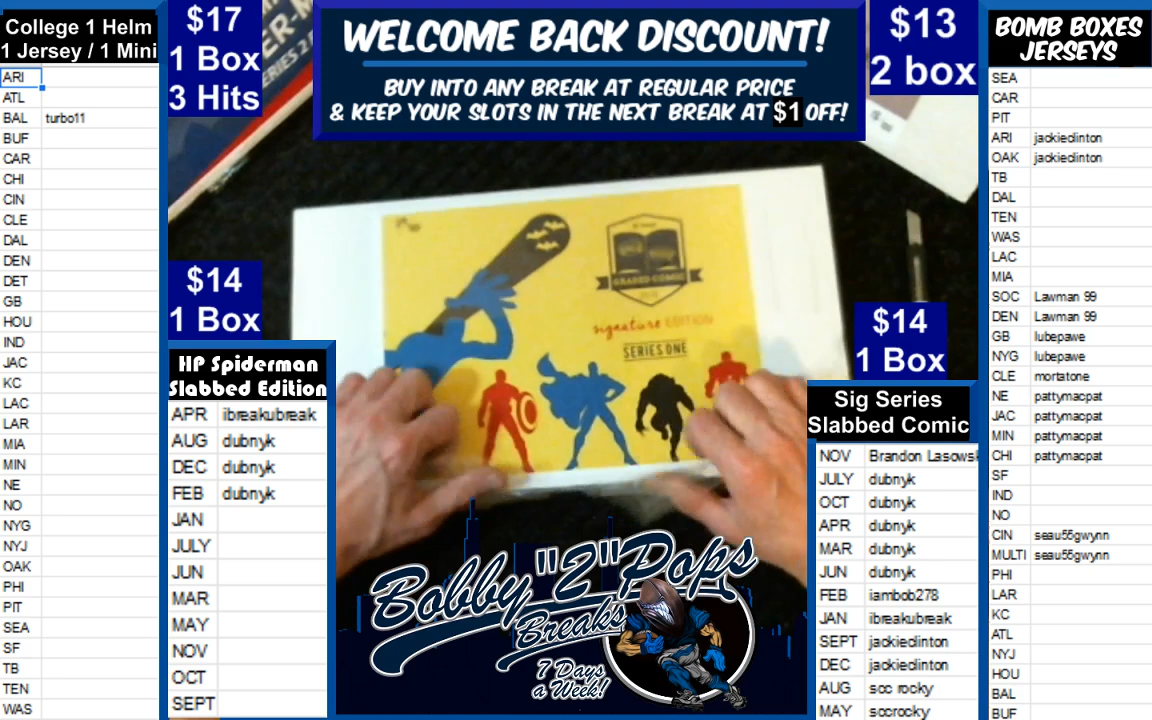 College 1 Helm
1 Jersey / 1 Mini
ARI
ATL
BAL turbo11
BUF
CAR
CHI
CIN
CLE
DAL
DEN
DET
GB
HOU
IND
JAC
KC
LAC
LAR
MIA
MIN
NE
NO
NYG
NYJ
OAK
PHI
PIT
SEA
SF
TB
TEN
WAS
$17
1 Box
3 Hits
WELCOME BACK DISCOUNT!
BUY INTO ANY BREAK AT REGULAR PRICE
& KEEP YOUR SLOTS IN THE NEXT BREAK AT $1 OFF!
$13
2 box
$14
1 Box
HP Spiderman
Slabbed Edition
APR ibreakubreak
AUG dubnyk
DEC dubnyk
FEB dubnyk
JAN
JULY
JUN
MAR
MAY
NOV
OCT
SEPT
GRADED COMIC
signature EDITION
SERIES ONE
Bobby "2" Pops
Breaks
7 Days
a Week!
$14
1 Box
Sig Series
Slabbed Comic
NOV Brandon Lasowsk
JULY dubnyk
OCT dubnyk
APR dubnyk
MAR dubnyk
JUN dubnyk
FEB iambob278
JAN ibreakubreak
SEPT jackieclinton
DEC jackieclinton
AUG soc rocky
MAY socrocky
BOMB BOXES
JERSEYS
SEA
CAR
PIT
ARI jackieclinton
OAK jackieclinton
TB
DAL
TEN
WAS
LAC
MIA
SOC Lawman 99
DEN Lawman 99
GB lubepawe
NYG lubepawe
CLE mortatone
NE pattymacpat
JAC pattymacpat
MIN pattymacpat
CHI pattymacpat
SF
IND
NO
CIN seau55gwynn
MULTI seau55gwynn
PHI
LAR
KC
ATL
NYJ
HOU
BAL
BUF